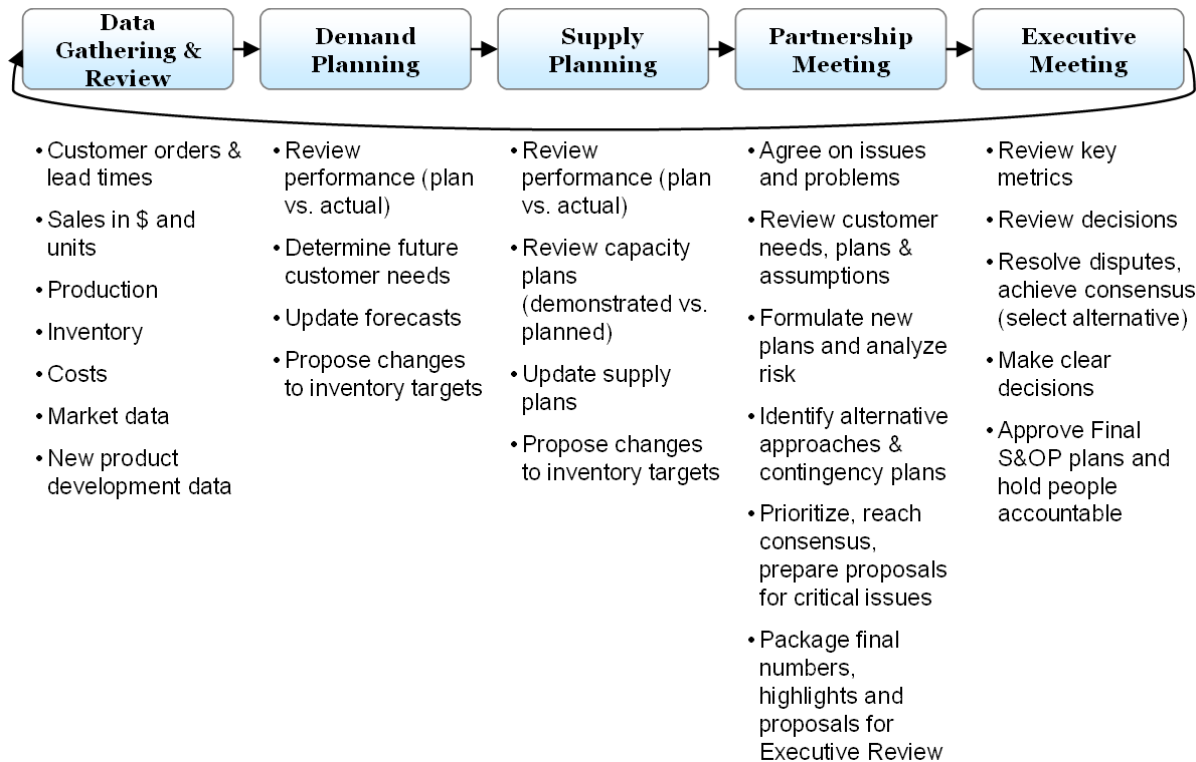 Data
Gathering &
Review
Demand
Planning
Supply
Planning
Partnership
Meeting
Executive
Meeting
• Customer orders &
lead times
• Sales in $ and
units
• Production
• Inventory
• Costs
• Market data
• New product
development data
• Review
performance (plan
vs. actual)
• Determine future
customer needs
• Update forecasts
• Propose changes
to inventory targets
• Review
performance (plan
vs. actual)
• Review capacity
plans
(demonstrated vs.
planned)
• Update supply
plans
• Propose changes
to inventory targets
• Agree on issues
and problems
• Review customer
needs, plans &
assumptions
• Formulate new
plans and analyze
risk
• Identify alternative
approaches &
contingency plans
• Prioritize, reach
consensus,
prepare proposals
for critical issues
• Package final
numbers,
highlights and
proposals for
Executive Review
• Review key
metrics
• Review decisions
• Resolve disputes,
achieve consensus
(select alternative)
• Make clear
decisions
• Approve Final
S&OP plans and
hold people
accountable